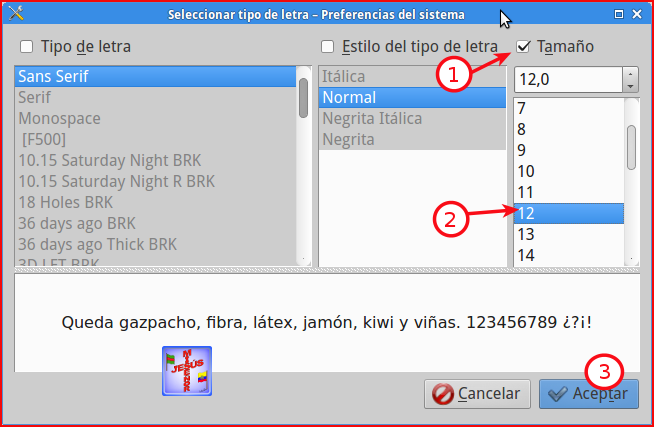 Seleccionar tipo de letra – Preferencias del sistema
Tipo de letra
Estilo del tipo de letra
Tamaño
1
Sans Serif
Serif
Monospace
[F500]
10.15 Saturday Night BRK
10.15 Saturday Night R BRK
18 Holes BRK
36 days ago BRK
36 days ago Thick BRK
3D LET BRK
Itálica
Normal
Negrita Itálica
Negrita
12,0
7
8
9
10
11
12
13
14
2
Queda gazpacho, fibra, látex, jamón, kiwi y viñas. 123456789 ¿?¡!
JESÚS
MISENOR
3
Cancelar
Aceptar